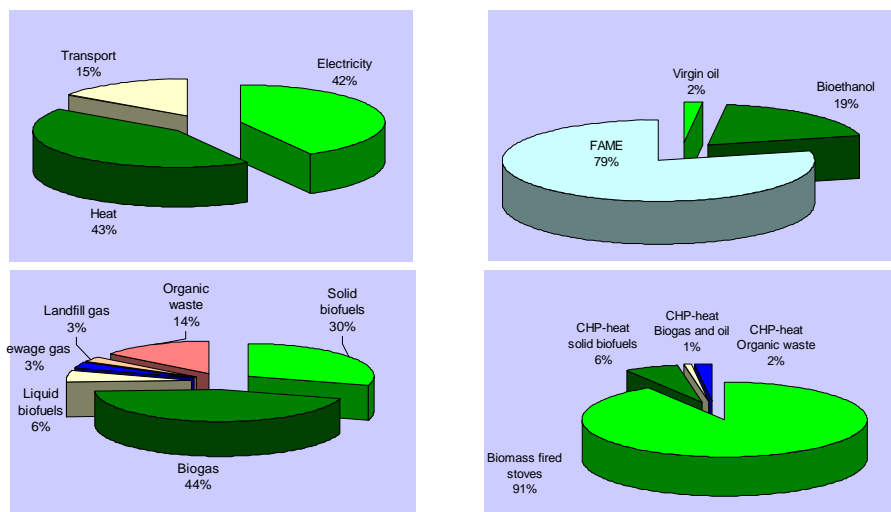 Transport
15%
Electricity
42%
Heat
43%
Virgin oil
2%
Bioethanol
19%
FAME
79%
Organic
waste
14%
Solid
biofuels
30%
Landfill gas
3%
ewage gas
3%
Liquid
biofuels
6%
Biogas
44%
CHP-heat
solid biofuels
6%
CHP-heat
Biogas and oil
1%
CHP-heat
Organic waste
2%
Biomass fired
stoves
91%